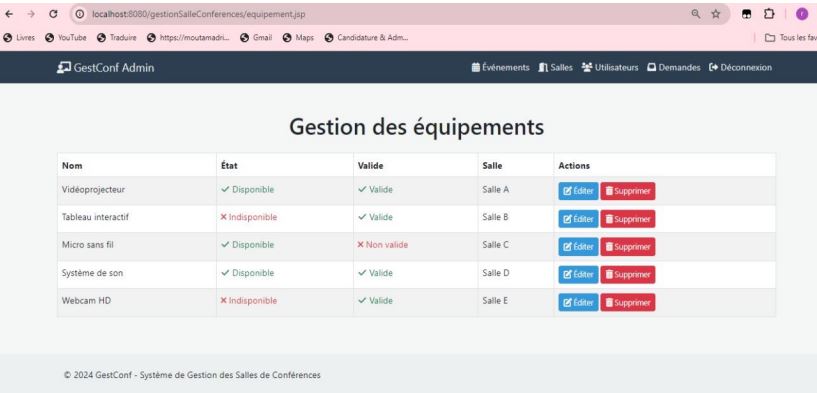 localhost:8080/gestionSalleConferences/equipement.jsp
Livres YouTube Traduire https://moutamadri... Gmail Maps Candidature & Adm... Tous les fav
GestConf Admin Événements Salles Utilisateurs Demandes Déconnexion
Gestion des équipements
Nom État Valide Salle Actions
Vidéoprojecteur Disponible Valide Salle A Éditer Supprimer
Tableau interactif Indisponible Valide Salle B Éditer Supprimer
Micro sans fil Disponible Non valide Salle C Éditer Supprimer
Système de son Disponible Valide Salle D Éditer Supprimer
Webcam HD Indisponible Valide Salle E Éditer Supprimer
© 2024 GestConf - Système de Gestion des Salles de Conférences